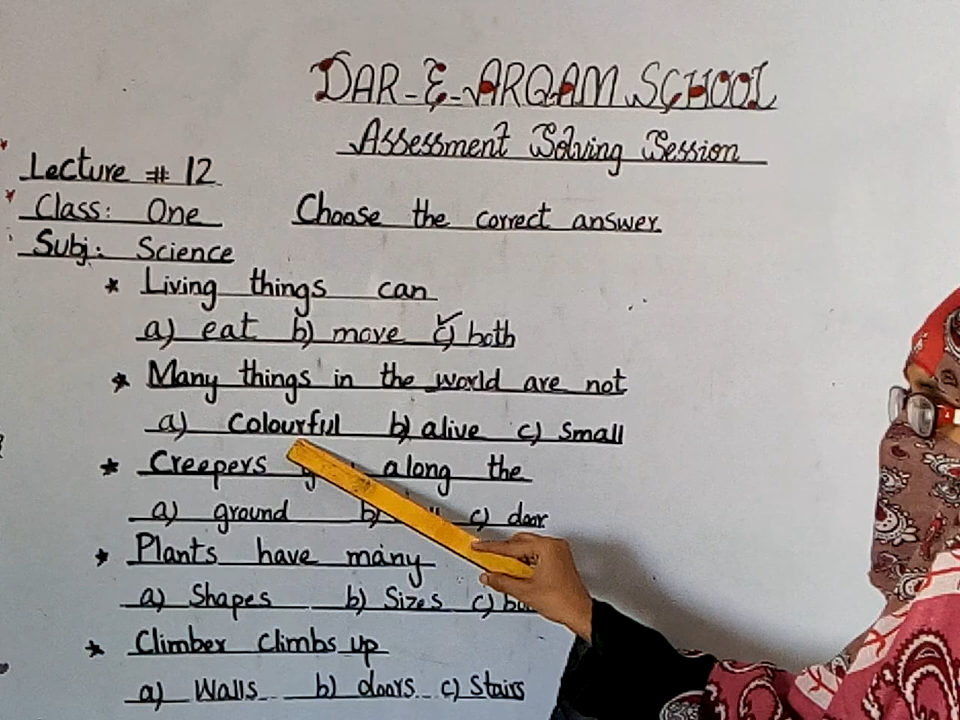 DAR-E-ARQAM SCHOOL
Assessment Solving Session
Lecture # 12
Class: One
Choose the correct answer
Subj: Science
* Living things can
a) eat b) move c) both
* Many things in the world are not
a) Colourful b) alive c) Small
* Creepers along the
a) ground b) c) door
* Plants have many
a) Shapes b) Sizes c)
* Climber climbs up
a) Walls b) doors c) Stairs